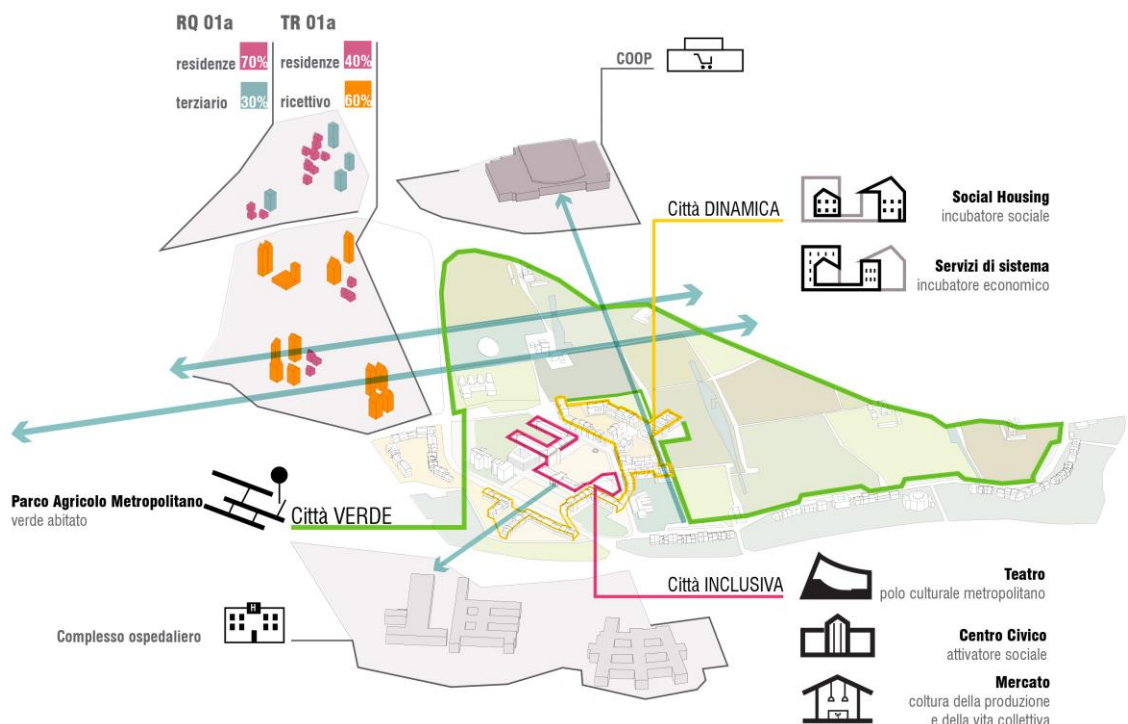 RQ 01a TR 01a
residenze 70% residenze 40%
terziario 30% ricettivo 60%
COOP
Città DINAMICA
Social Housing
incubatore sociale
Servizi di sistema
incubatore economico
Parco Agricolo Metropolitano
verde abitato
Città VERDE
Città INCLUSIVA
Teatro
polo culturale metropolitano
H
Complesso ospedaliero
Centro Civico
attivatore sociale
Mercato
coltura della produzione
e della vita collettiva